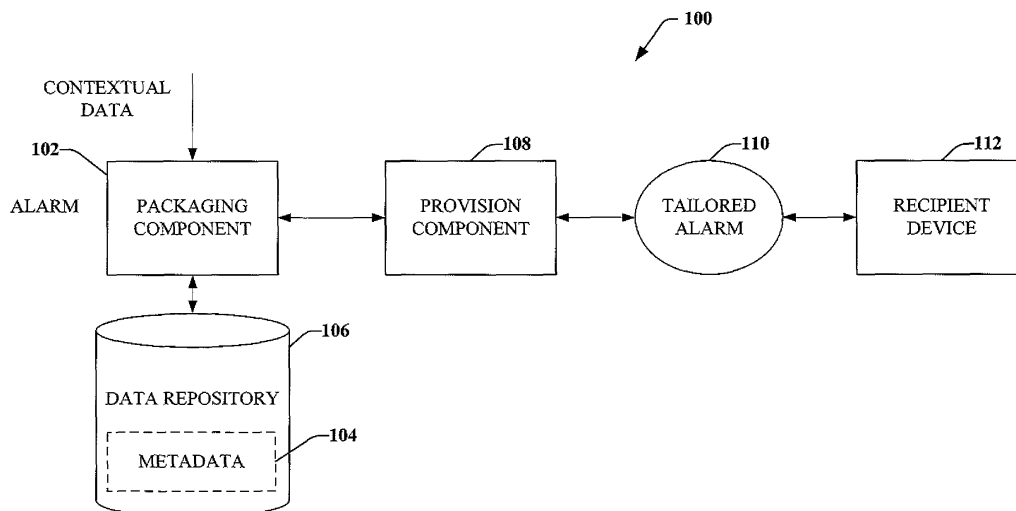 100
CONTEXTUAL
DATA
102
108
110
112
ALARM
PACKAGING
COMPONENT
PROVISION
COMPONENT
TAILORED
ALARM
RECIPIENT
DEVICE
106
DATA REPOSITORY
104
METADATA